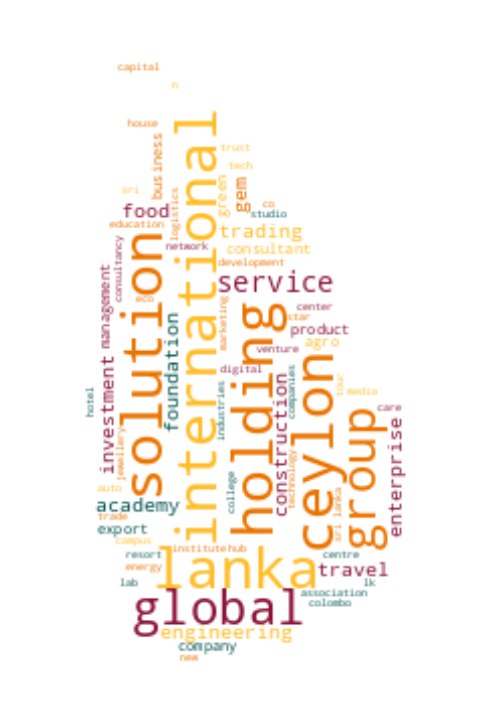 capital
n
house
business
international
trust
tech
sri
green
gem
logistics
food
co
studio
education
trading
solution
network
consultant
consultancy
development
management
service
eco
marketing
holding
center
star
foundation
product
agro
venture
ceylon
investment
digital
construction
companies
tour
hotel
industries
media
group
care
jewellery
enterprise
college
technology
auto
academy
sri lanka
trade
export
campus
institute
hub
lanka
resort
centre
energy
travel
lab
lk
global
association
colombo
engineering
company
new